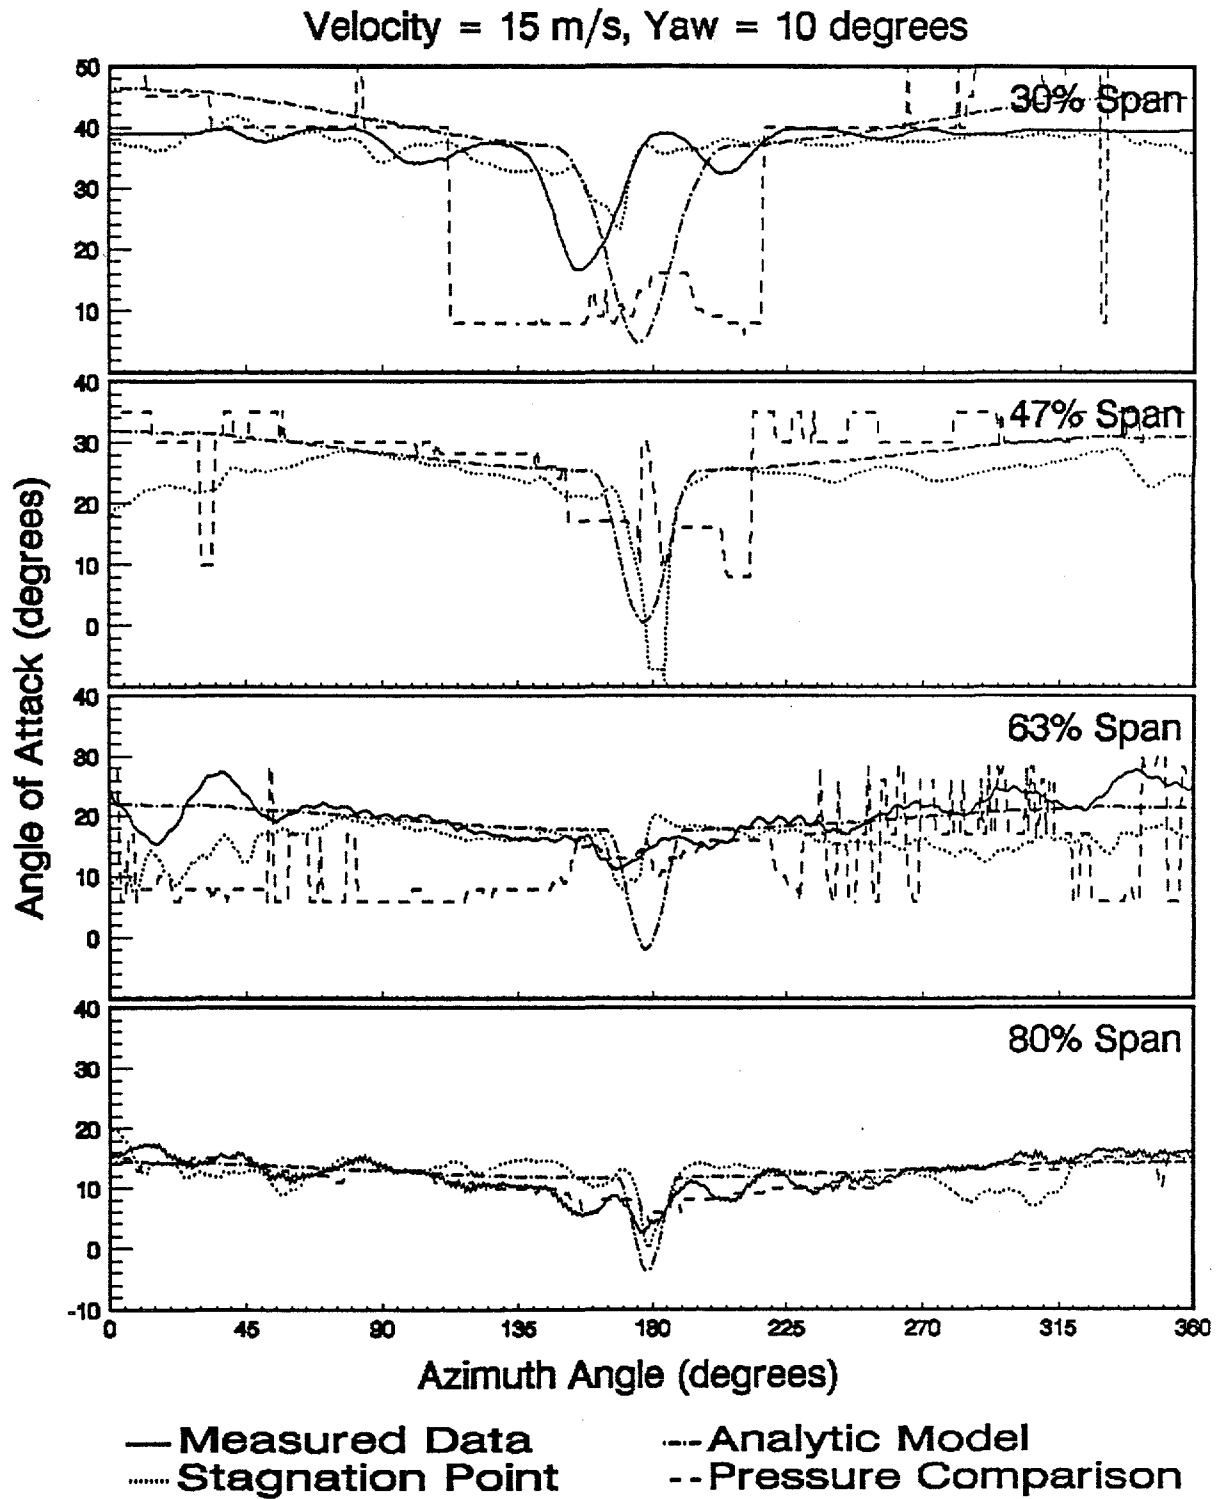 Velocity = 15 m/s, Yaw = 10 degrees
50
40
30
20
10
30% Span
40
30
20
10
0
47% Span
40
30
20
10
0
63% Span
40
30
20
10
0
-10
80% Span
0 45 90 135 180 225 270 315 360
Angle of Attack (degrees)
Azimuth Angle (degrees)
Measured Data
Analytic Model
Stagnation Point
Pressure Comparison